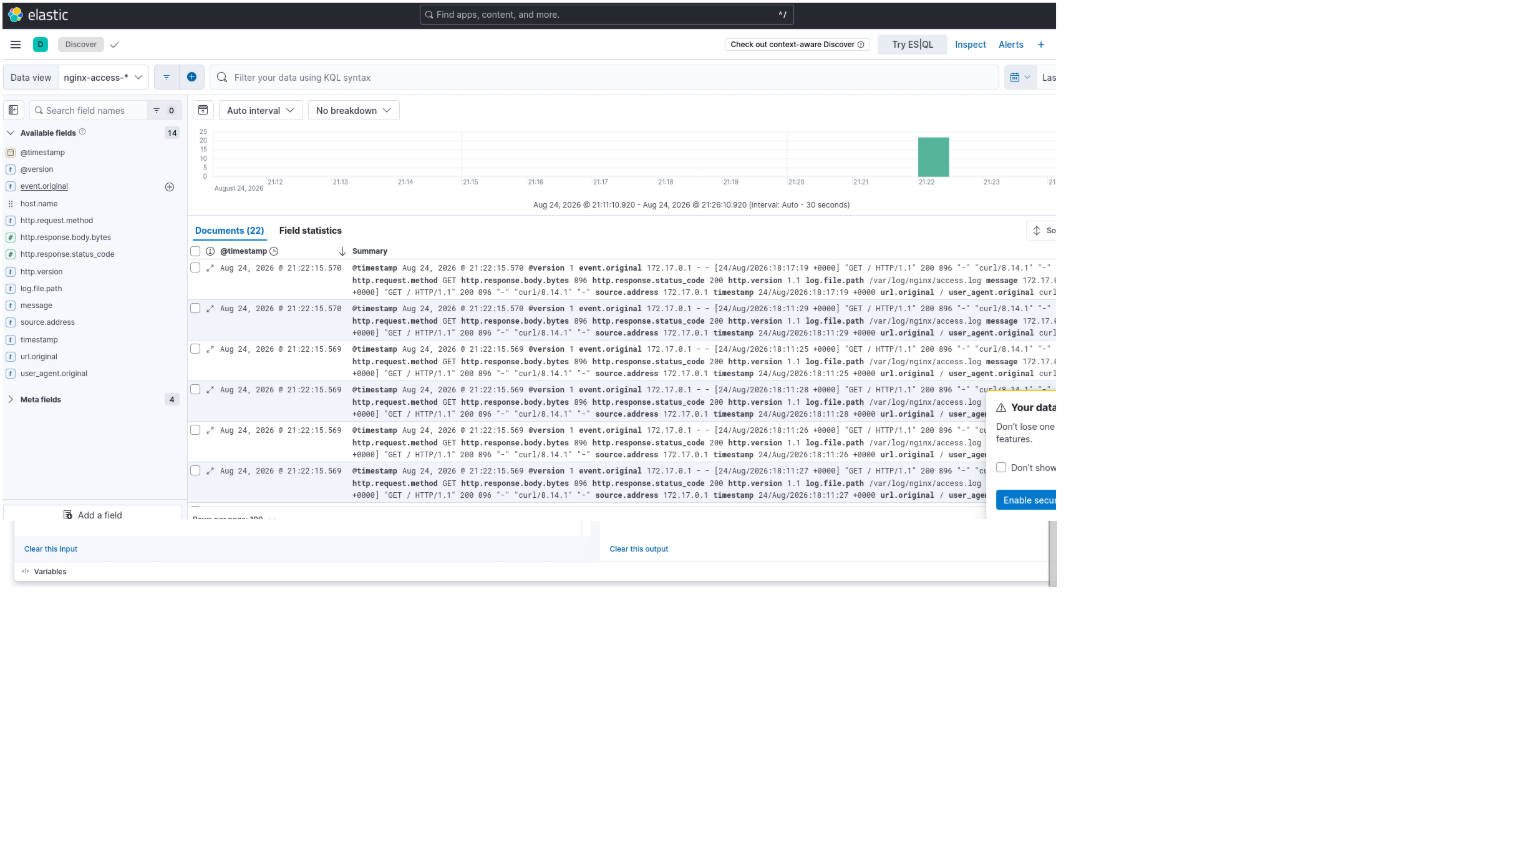 elastic
Find apps, content, and more.
^/
D
Discover
Check out context-aware Discover
Try ES|QL
Inspect
Alerts
Data view
nginx-access-*
Filter your data using KQL syntax
Las
Search field names
0
Auto interval
No breakdown
Available fields
14
@timestamp
@version
event.original
host.name
http.request.method
http.response.body.bytes
http.response.status_code
http.version
log.file.path
message
source.address
timestamp
url.original
user_agent.original
Meta fields
4
Add a field
25
20
15
10
5
0
21:12
21:13
21:14
21:15
21:16
21:17
21:18
21:19
21:20
21:21
21:22
21:23
21
August 24, 2026
Aug 24, 2026 @ 21:11:10.920 - Aug 24, 2026 @ 21:26:10.920 (interval: Auto - 30 seconds)
Documents (22)
Field statistics
So
@timestamp
Summary
Aug 24, 2026 @ 21:22:15.570 @timestamp Aug 24, 2026 @ 21:22:15.570 @version 1 event.original 172.17.0.1 - - [24/Aug/2026:18:17:19 +0000] "GET / HTTP/1.1" 200 896 "-" "curl/8.14.1" "-"
http.request.method GET http.response.body.bytes 896 http.response.status_code 200 http.version 1.1 log.file.path /var/log/nginx/access.log message 172.17.0
+0000] "GET / HTTP/1.1" 200 896 "-" "curl/8.14.1" "-" source.address 172.17.0.1 timestamp 24/Aug/2026:18:17:19 +0000 url.original / user_agent.original curl
Aug 24, 2026 @ 21:22:15.570 @timestamp Aug 24, 2026 @ 21:22:15.570 @version 1 event.original 172.17.0.1 - - [24/Aug/2026:18:11:29 +0000] "GET / HTTP/1.1" 200 896 "-" "curl/8.14.1" "-"
http.request.method GET http.response.body.bytes 896 http.response.status_code 200 http.version 1.1 log.file.path /var/log/nginx/access.log message 172.17.0
+0000] "GET / HTTP/1.1" 200 896 "-" "curl/8.14.1" "-" source.address 172.17.0.1 timestamp 24/Aug/2026:18:11:29 +0000 url.original / user_agent.original curl
Aug 24, 2026 @ 21:22:15.569 @timestamp Aug 24, 2026 @ 21:22:15.569 @version 1 event.original 172.17.0.1 - - [24/Aug/2026:18:11:25 +0000] "GET / HTTP/1.1" 200 896 "-" "curl/8.14.1" "-"
http.request.method GET http.response.body.bytes 896 http.response.status_code 200 http.version 1.1 log.file.path /var/log/nginx/access.log message 172.17.0
+0000] "GET / HTTP/1.1" 200 896 "-" "curl/8.14.1" "-" source.address 172.17.0.1 timestamp 24/Aug/2026:18:11:25 +0000 url.original / user_agent.original curl
Aug 24, 2026 @ 21:22:15.569 @timestamp Aug 24, 2026 @ 21:22:15.569 @version 1 event.original 172.17.0.1 - - [24/Aug/2026:18:11:28 +0000] "GET / HTTP/1.1" 200 896 "-" "curl/8.14.1" "-"
http.request.method GET http.response.body.bytes 896 http.response.status_code 200 http.version 1.1 log.file.path /var/log/nginx/access.log
+0000] "GET / HTTP/1.1" 200 896 "-" "curl/8.14.1" "-" source.address 172.17.0.1 timestamp 24/Aug/2026:18:11:28 +0000 url.original / user_age
Aug 24, 2026 @ 21:22:15.569 @timestamp Aug 24, 2026 @ 21:22:15.569 @version 1 event.original 172.17.0.1 - - [24/Aug/2026:18:11:26 +0000] "GET / HTTP/1.1" 200 896 "-" "cu
http.request.method GET http.response.body.bytes 896 http.response.status_code 200 http.version 1.1 log.file.path /var/log/nginx/access.log
+0000] "GET / HTTP/1.1" 200 896 "-" "curl/8.14.1" "-" source.address 172.17.0.1 timestamp 24/Aug/2026:18:11:26 +0000 url.original / user_age
Aug 24, 2026 @ 21:22:15.569 @timestamp Aug 24, 2026 @ 21:22:15.569 @version 1 event.original 172.17.0.1 - - [24/Aug/2026:18:11:27 +0000] "GET / HTTP/1.1" 200 896 "-" "cu
http.request.method GET http.response.body.bytes 896 http.response.status_code 200 http.version 1.1 log.file.path /var/log/nginx/access.log
+0000] "GET / HTTP/1.1" 200 896 "-" "curl/8.14.1" "-" source.address 172.17.0.1 timestamp 24/Aug/2026:18:11:27 +0000 url.original / user_age
Your data
Don't lose one
features.
Don't show
Enable secur
Rows per page: 100
Clear this input
Clear this output
Variables